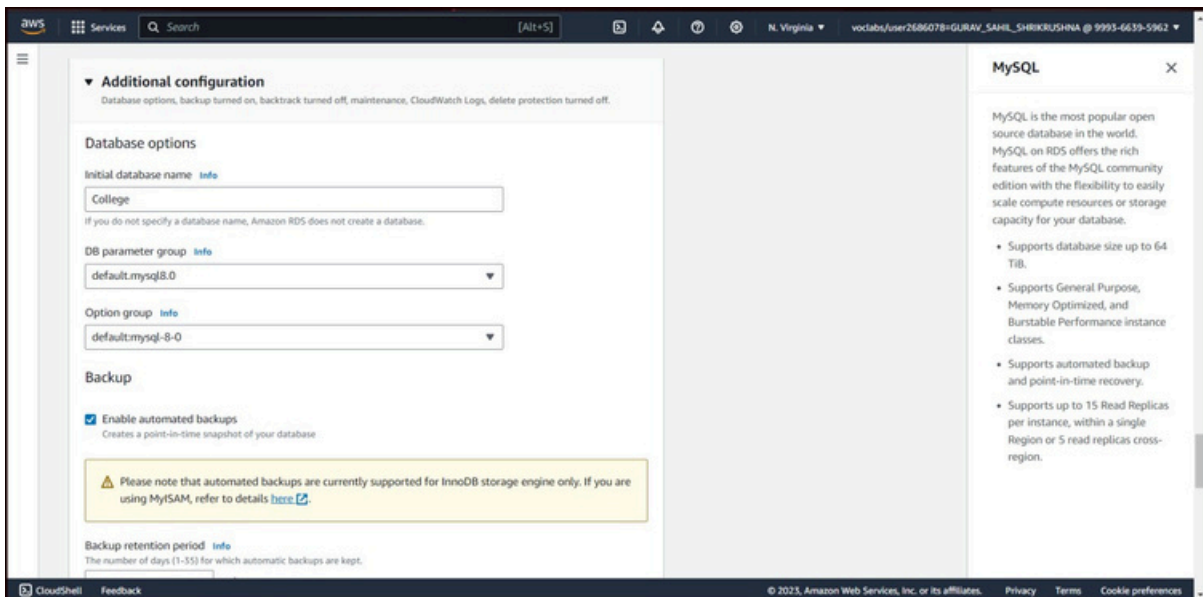 aws
Services
Search
[Alt+S]
N. Virginia
voclabs/user2686078=GURAV_SAHIL_SHRIKRUSHNA @ 9993-6639-5962
Additional configuration
Database options, backup turned on, backtrack turned off, maintenance, CloudWatch Logs, delete protection turned off.
Database options
Initial database name Info
College
If you do not specify a database name, Amazon RDS does not create a database.
DB parameter group Info
default.mysql8.0
Option group Info
default:mysql-8-0
Backup
Enable automated backups
Creates a point-in-time snapshot of your database
Please note that automated backups are currently supported for InnoDB storage engine only. If you are
using MyISAM, refer to details here.
Backup retention period Info
The number of days (1-35) for which automatic backups are kept.
MySQL
MySQL is the most popular open
source database in the world.
MySQL on RDS offers the rich
features of the MySQL community
edition with the flexibility to easily
scale compute resources or storage
capacity for your database.
• Supports database size up to 64
TiB.
• Supports General Purpose,
Memory Optimized, and
Burstable Performance instance
classes.
• Supports automated backup
and point-in-time recovery.
• Supports up to 15 Read Replicas
per instance, within a single
Region or 5 read replicas cross-
region.
CloudShell
Feedback
© 2023, Amazon Web Services, Inc. or its affiliates.
Privacy
Terms
Cookie preferences